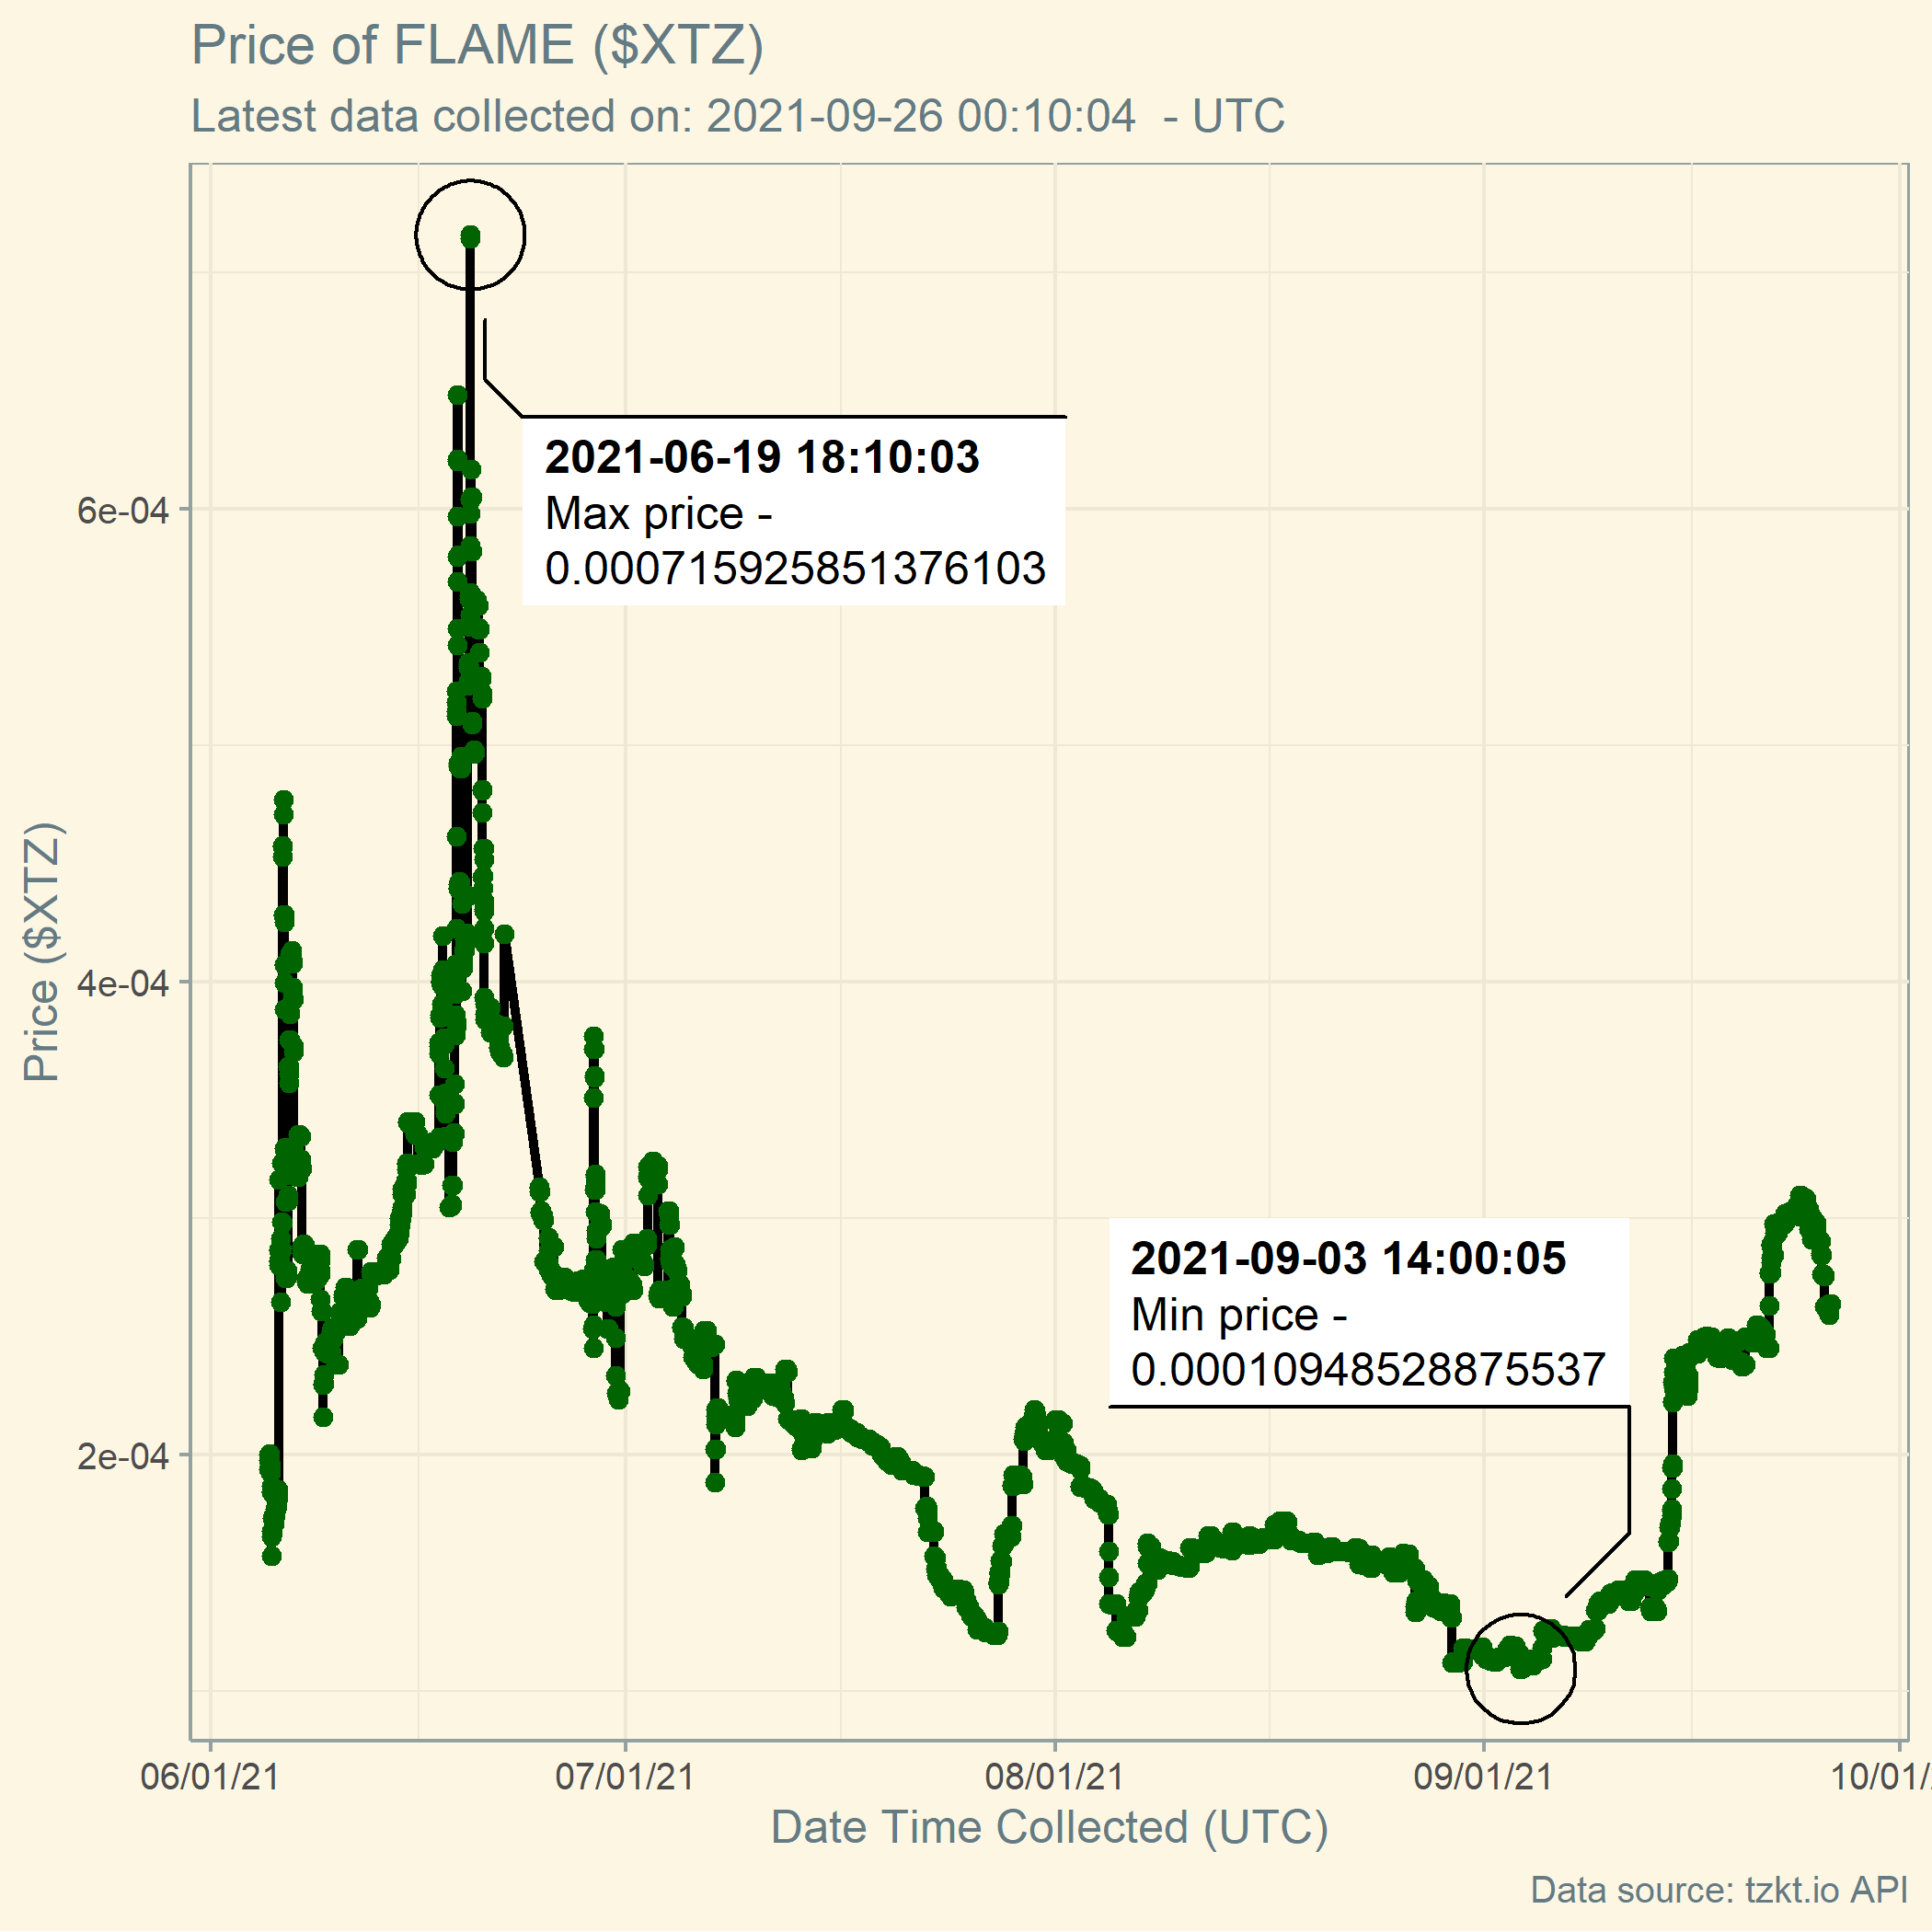 Price of FLAME ($XTZ)
Latest data collected on: 2021-09-26 00:10:04  - UTC
2021-06-19 18:10:03
Max price -
0.000715925851376103
6e-04
4e-04
2e-04
Price ($XTZ)
2021-09-03 14:00:05
Min price -
0.00010948528875537
06/01/21
07/01/21
08/01/21
09/01/21
10/01/
Date Time Collected (UTC)
Data source: tzkt.io API